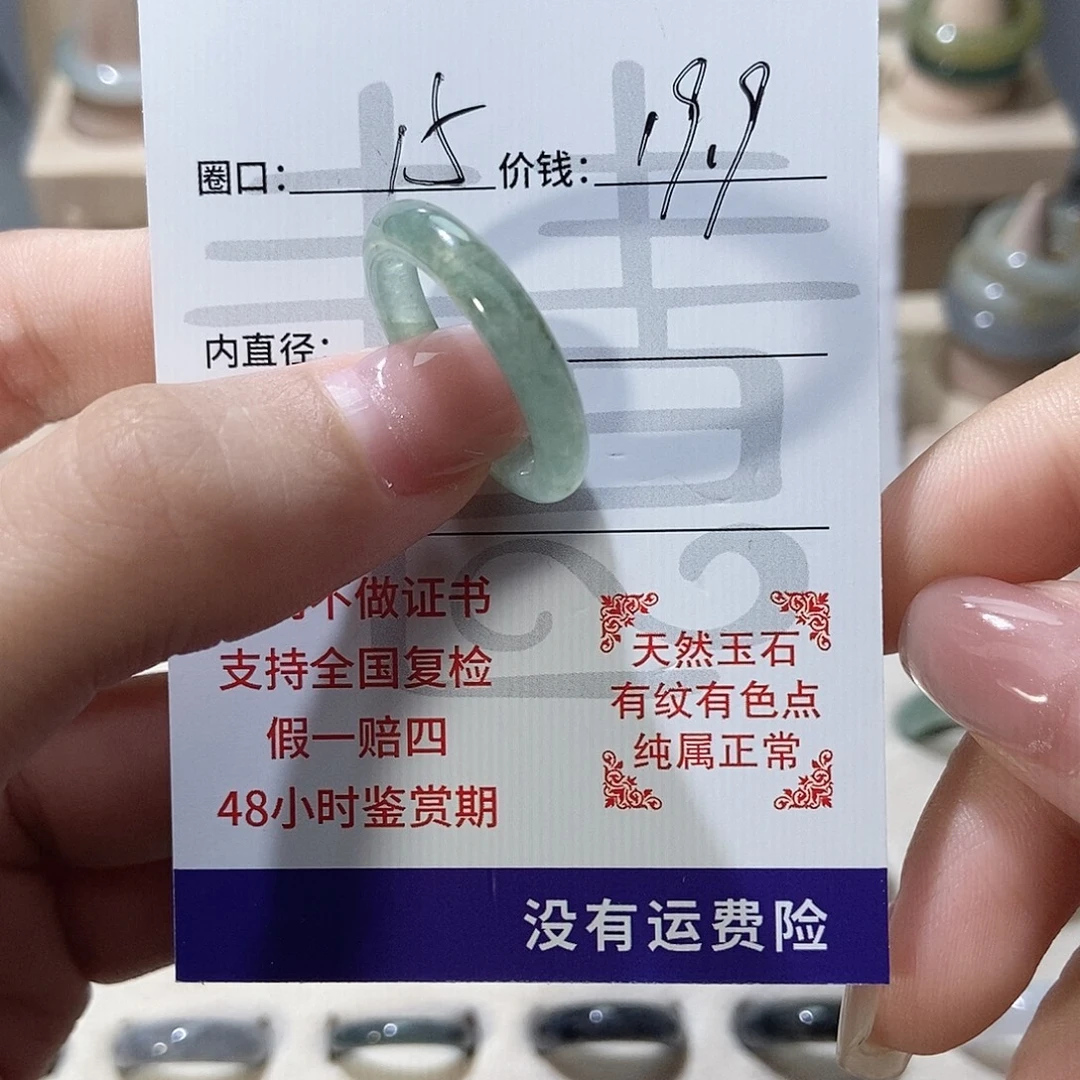 圈口： 15 价钱： 19.9
内直径：
不做证书
支持全国复检
假一赔四
48小时鉴赏期
天然玉石
有纹有色点
纯属正常
没有运费险